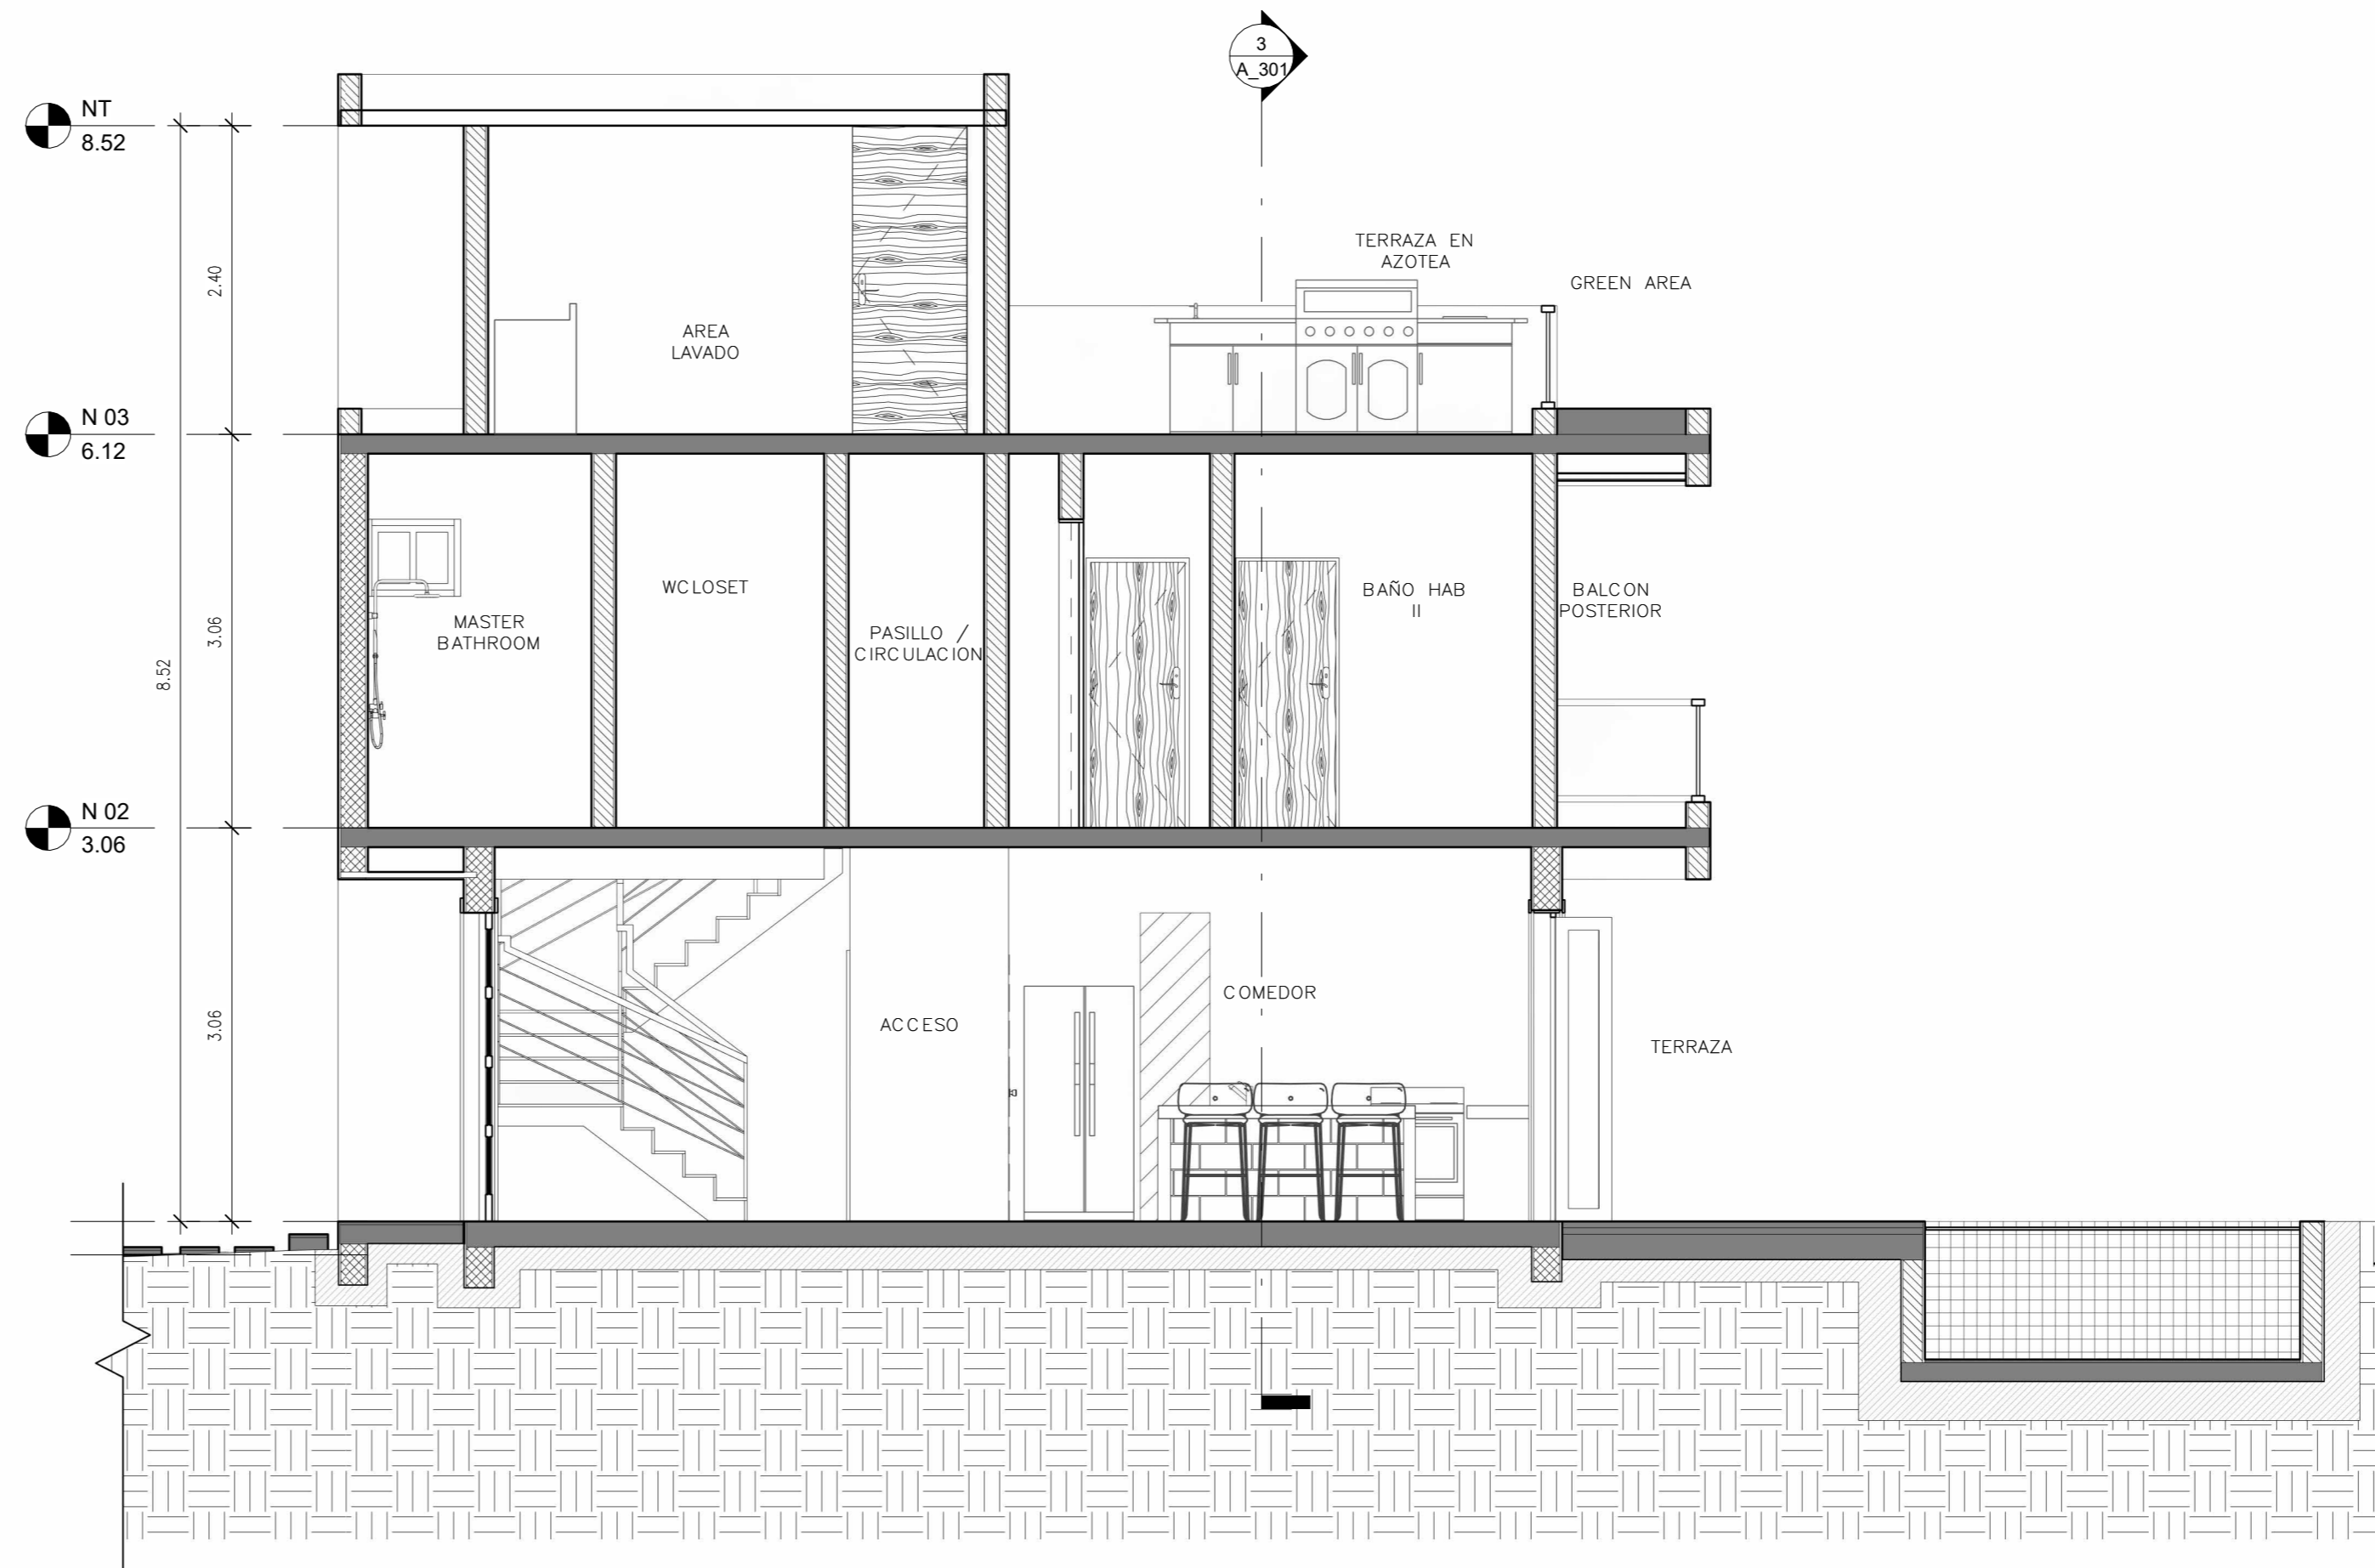 3
A_301
NT
8.52
TERRAZA EN
AZOTEA
GREEN AREA
2.40
AREA
LAVADO
N 03
6.12
WCLOSET
BAÑO HAB
II
BALCON
POSTERIOR
MASTER
BATHROOM
PASILLO /
CIRCULACION
3.06
8.52
N 02
3.06
COMEDOR
ACCESO
3.06
TERRAZA